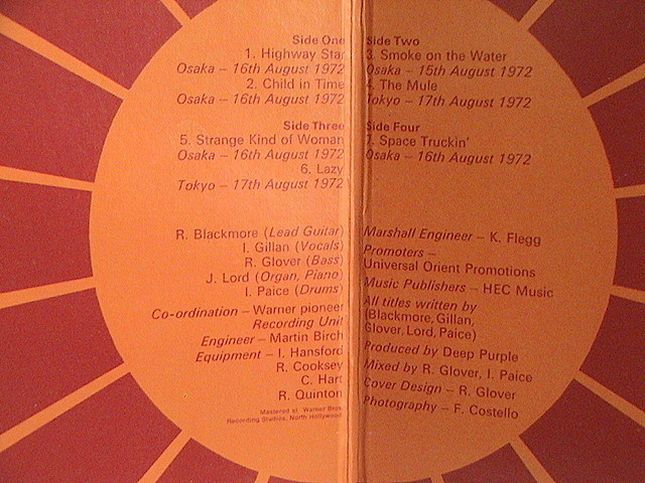 Side One
1. Highway Star
Osaka – 16th August 1972
2. Child in Time
Osaka – 16th August 1972
Side Three
5. Strange Kind of Woman
Osaka – 16th August 1972
6. Lazy
Tokyo – 17th August 1972
R. Blackmore (Lead Guitar)
I. Gillan (Vocals)
R. Glover (Bass)
J. Lord (Organ, Piano)
I. Paice (Drums)
Co-ordination – Warner pioneer
Recording Unit
Engineer – Martin Birch
Equipment – I. Hansford
R. Cooksey
C. Hart
R. Quinton
Mastered at Warner Bros
Recording Studios, North Hollywood
Side Two
3. Smoke on the Water
Osaka – 15th August 1972
4. The Mule
Tokyo – 17th August 1972
Side Four
7. Space Truckin'
Osaka – 16th August 1972
Marshall Engineer – K. Flegg
Promoters –
Universal Orient Promotions
Music Publishers – HEC Music
All titles written by
(Blackmore, Gillan,
Glover, Lord, Paice)
Produced by Deep Purple
Mixed by R. Glover, I. Paice
Cover Design – R. Glover
Photography – F. Costello